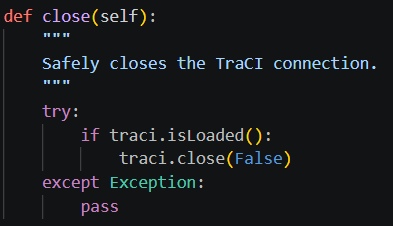 def close(self):
    """
    Safely closes the TraCI connection.
    """
    try:
        if traci.isLoaded():
            traci.close(False)
    except Exception:
        pass